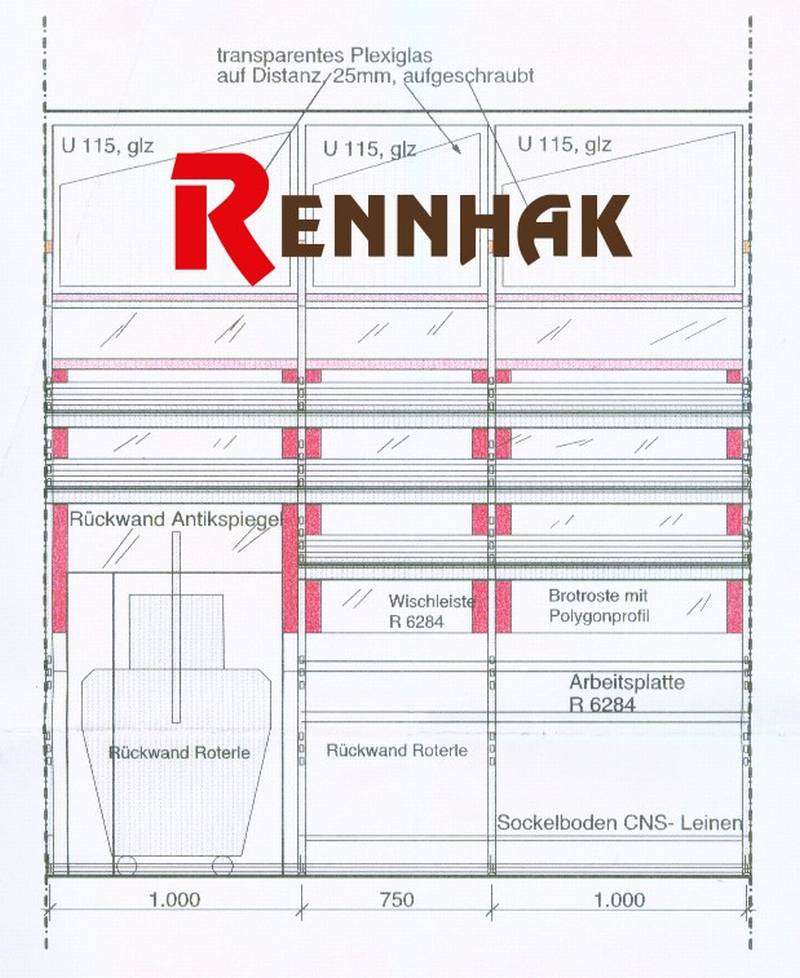 transparentes Plexiglas
auf Distanz 25mm, aufgeschraubt
U 115, glz
U 115, glz
U 115, glz
RENNHAK
Rückwand Antikspiegel
Wischleiste
R 6284
Brotroste mit
Polygonprofil
Arbeitsplatte
R 6284
Rückwand Roterle
Rückwand Roterle
Sockelboden CNS- Leinen
1.000
750
1.000